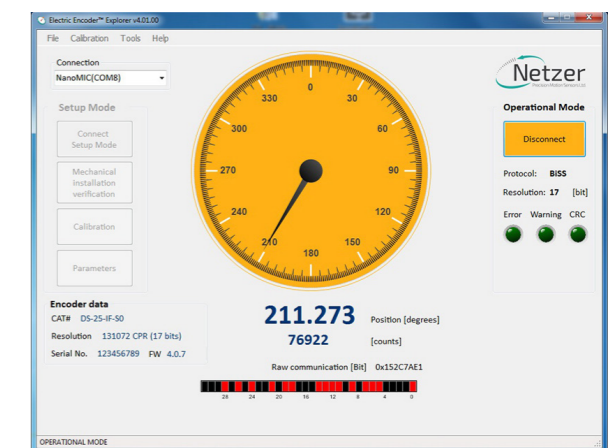 Electric Encoder™ Explorer v4.01.00
File Calibration Tools Help
Connection
NanoMIC(COM8)
Setup Mode
Connect
Setup Mode
Mechanical
Installation
verification
Calibration
Parameters
0
30
60
90
120
150
180
210
240
270
300
330
Netzer
Precision Motion Sensors Ltd
Operational Mode
Disconnect
Protocol: BiSS
Resolution: 17 [bit]
Error Warning CRC
Encoder data
CAT# DS-25-IF-S0
Resolution 131072 CPR (17 bits)
Serial No. 123456789 FW 4.0.7
211.273 Position [degrees]
76922 [counts]
Raw communication [Bit] 0x152C7AE1
28 24 20 16 12 8 4 0
OPERATIONAL MODE